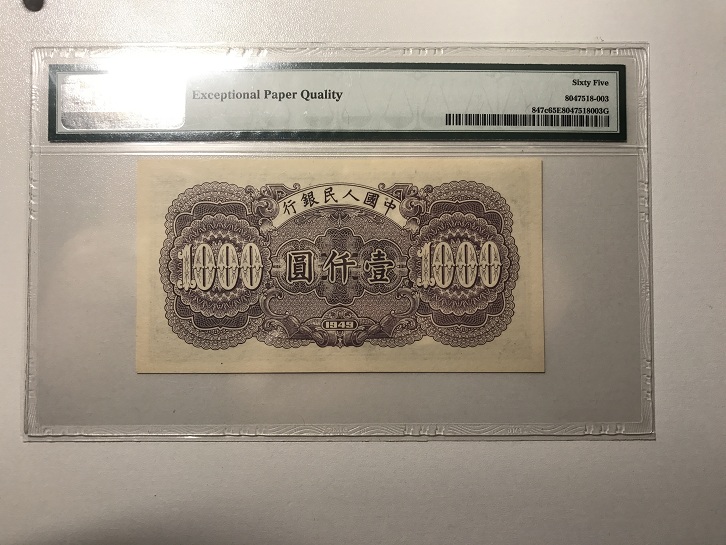 Exceptional Paper Quality
Sixty Five
8047518-003
847c65E8047518003G
行銀民人國中
1000 圓仟壹 1000
1949